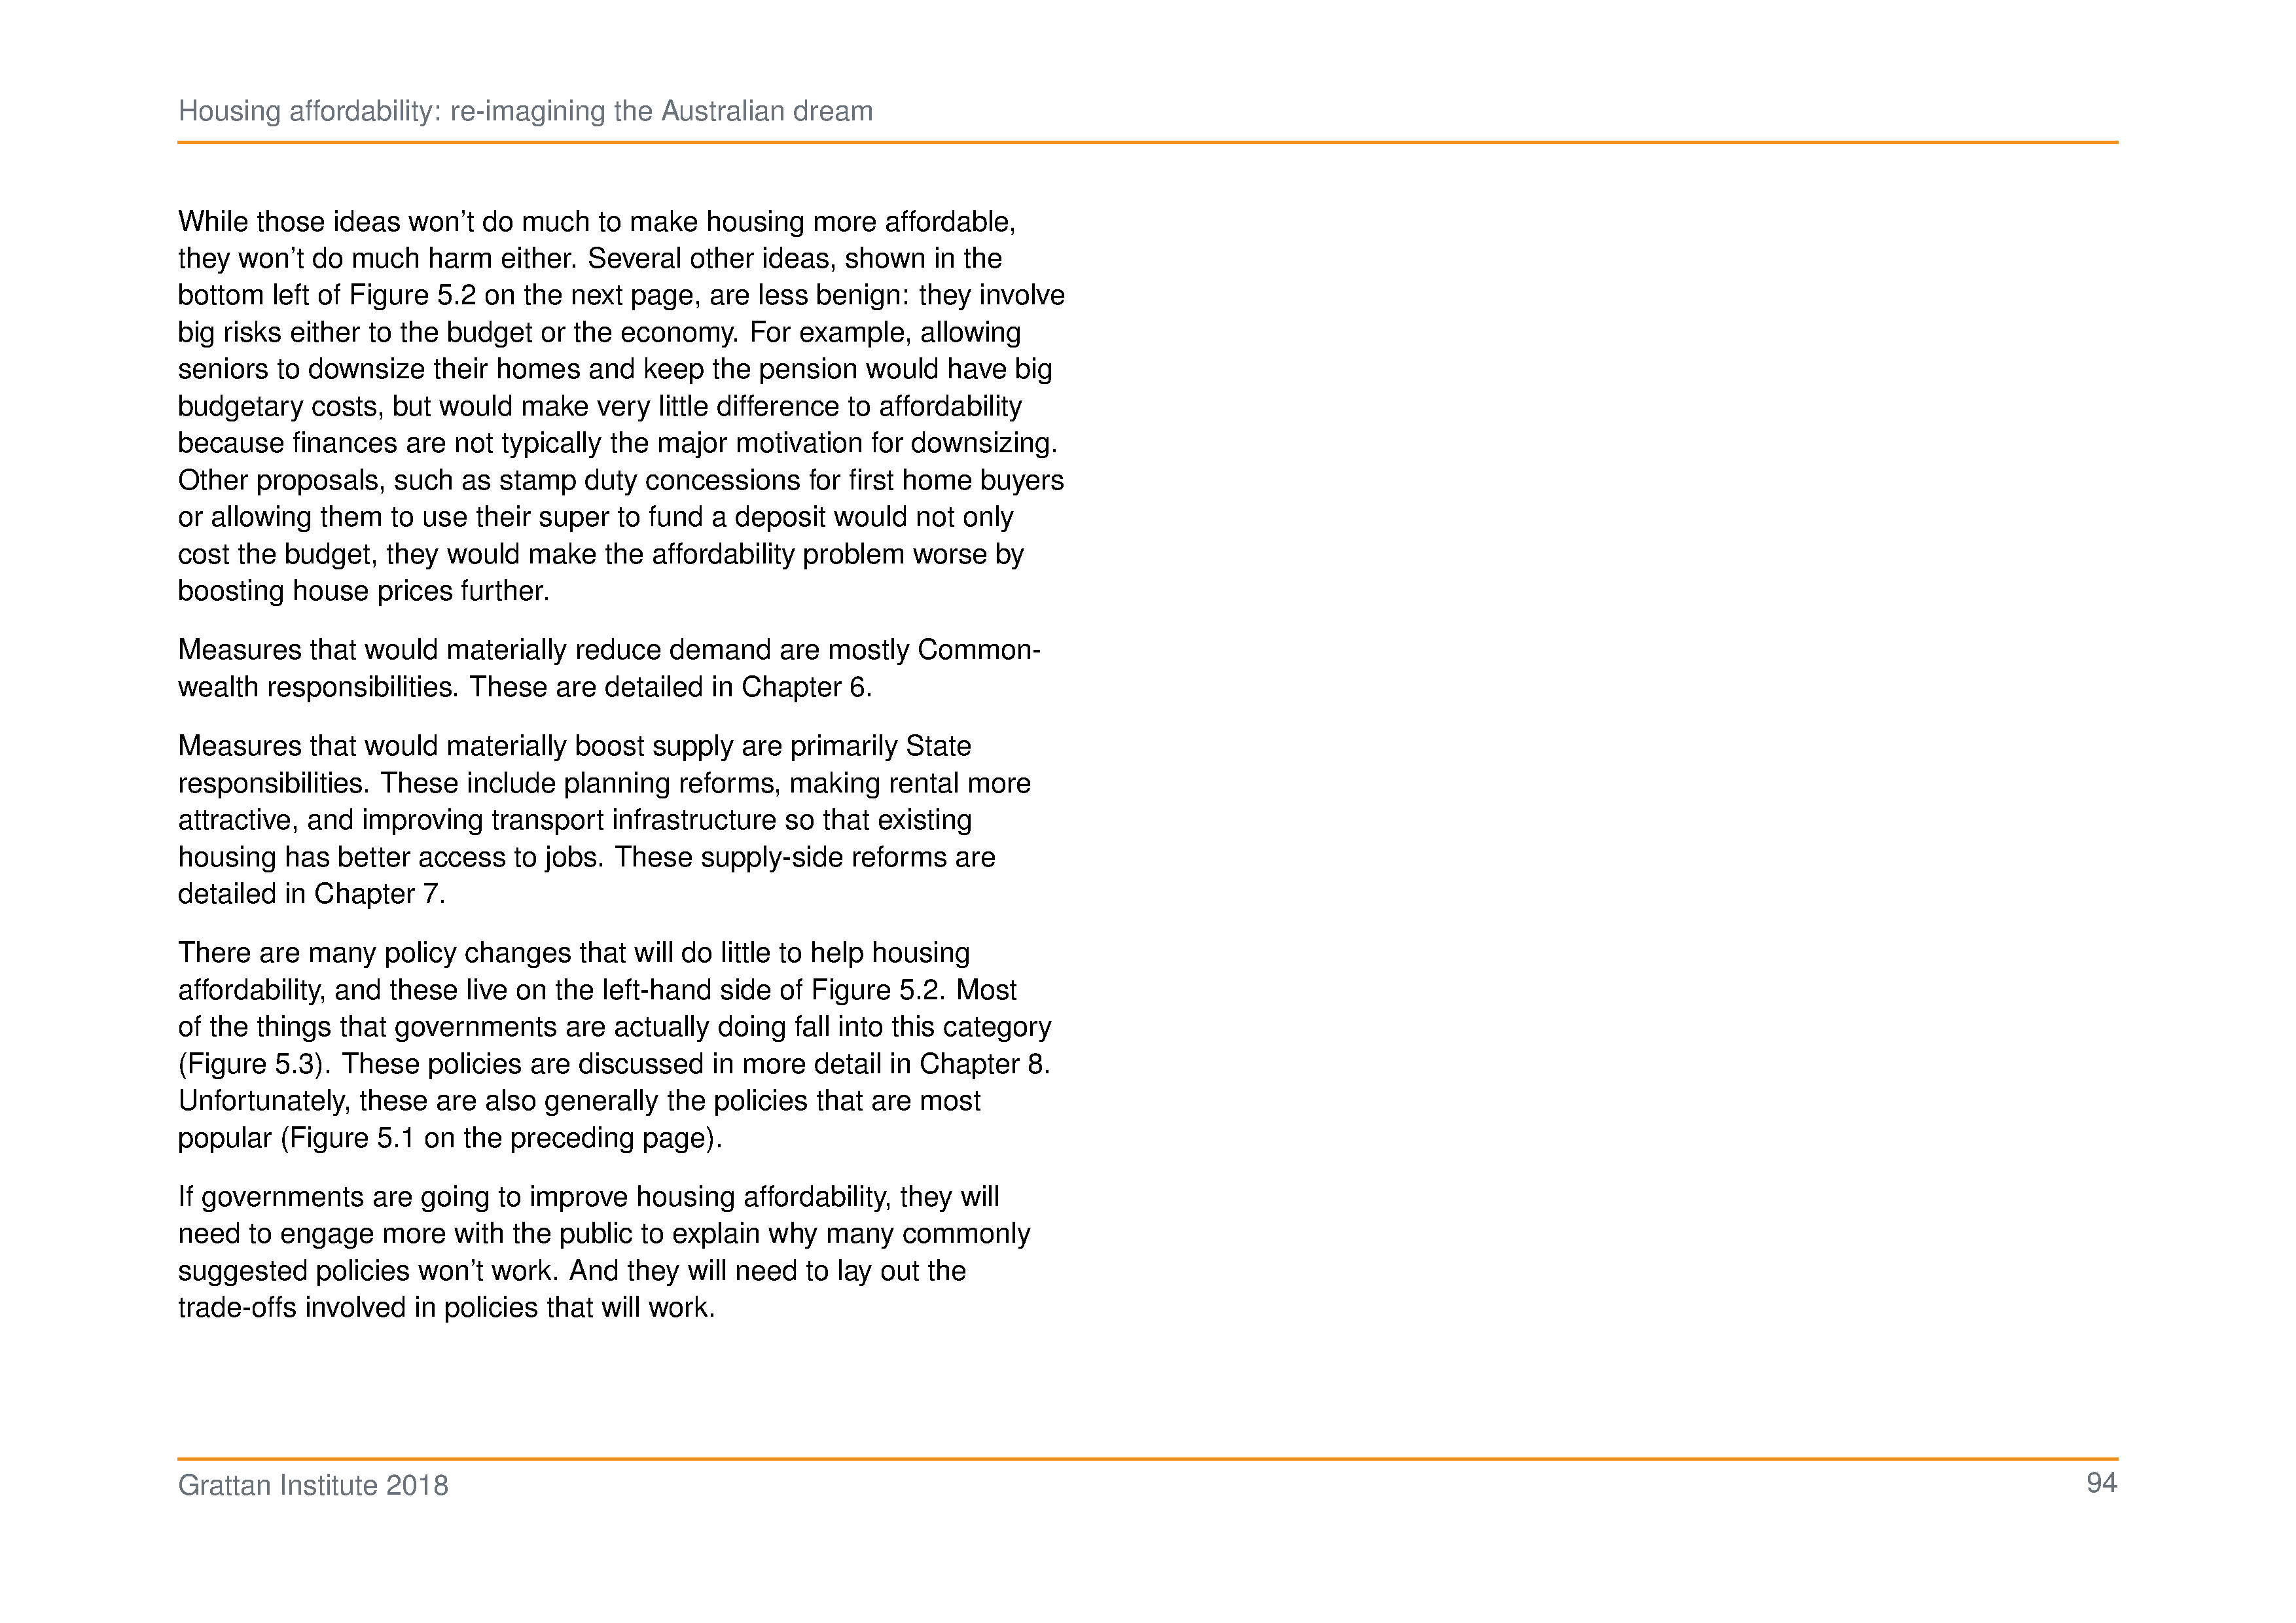 Housing affordability: re-imagining the Australian dream
While those ideas won't do much to make housing more affordable,
they won't do much harm either. Several other ideas, shown in the
bottom left of Figure 5.2 on the next page, are less benign: they involve
big risks either to the budget or the economy. For example, allowing
seniors to downsize their homes and keep the pension would have big
budgetary costs, but would make very little difference to affordability
because finances are not typically the major motivation for downsizing.
Other proposals, such as stamp duty concessions for first home buyers
or allowing them to use their super to fund a deposit would not only
cost the budget, they would make the affordability problem worse by
boosting house prices further.
Measures that would materially reduce demand are mostly Common-
wealth responsibilities. These are detailed in Chapter 6.
Measures that would materially boost supply are primarily State
responsibilities. These include planning reforms, making rental more
attractive, and improving transport infrastructure so that existing
housing has better access to jobs. These supply-side reforms are
detailed in Chapter 7.
There are many policy changes that will do little to help housing
affordability, and these live on the left-hand side of Figure 5.2. Most
of the things that governments are actually doing fall into this category
(Figure 5.3). These policies are discussed in more detail in Chapter 8.
Unfortunately, these are also generally the policies that are most
popular (Figure 5.1 on the preceding page).
If governments are going to improve housing affordability, they will
need to engage more with the public to explain why many commonly
suggested policies won't work. And they will need to lay out the
trade-offs involved in policies that will work.
Grattan Institute 2018
94